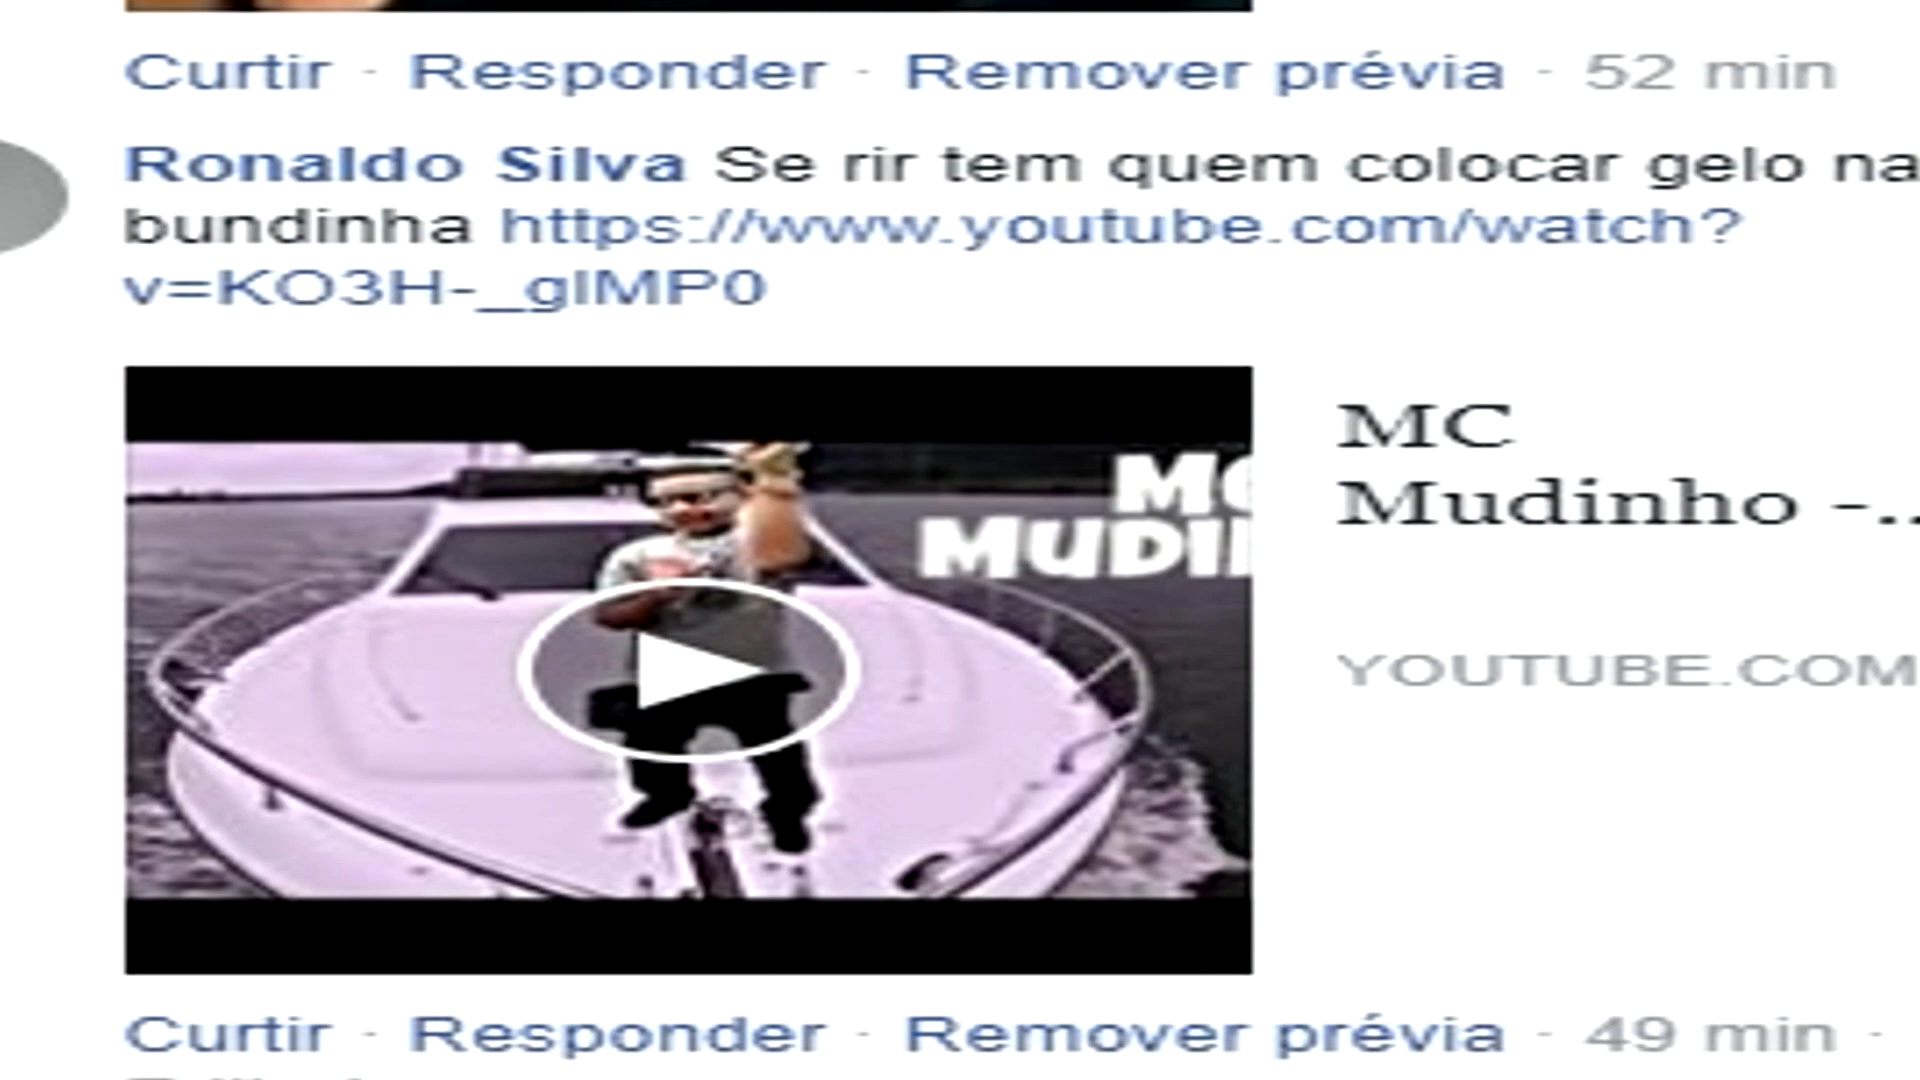 Curtir · Responder · Remover prévia · 52 min
Ronaldo Silva Se rir tem quem colocar gelo na
bundinha https://www.youtube.com/watch?
v=KO3H-_glMP0
MC
MUDI
MC
Mudinho -..
YOUTUBE.COM
Curtir · Responder · Remover prévia · 49 min ·